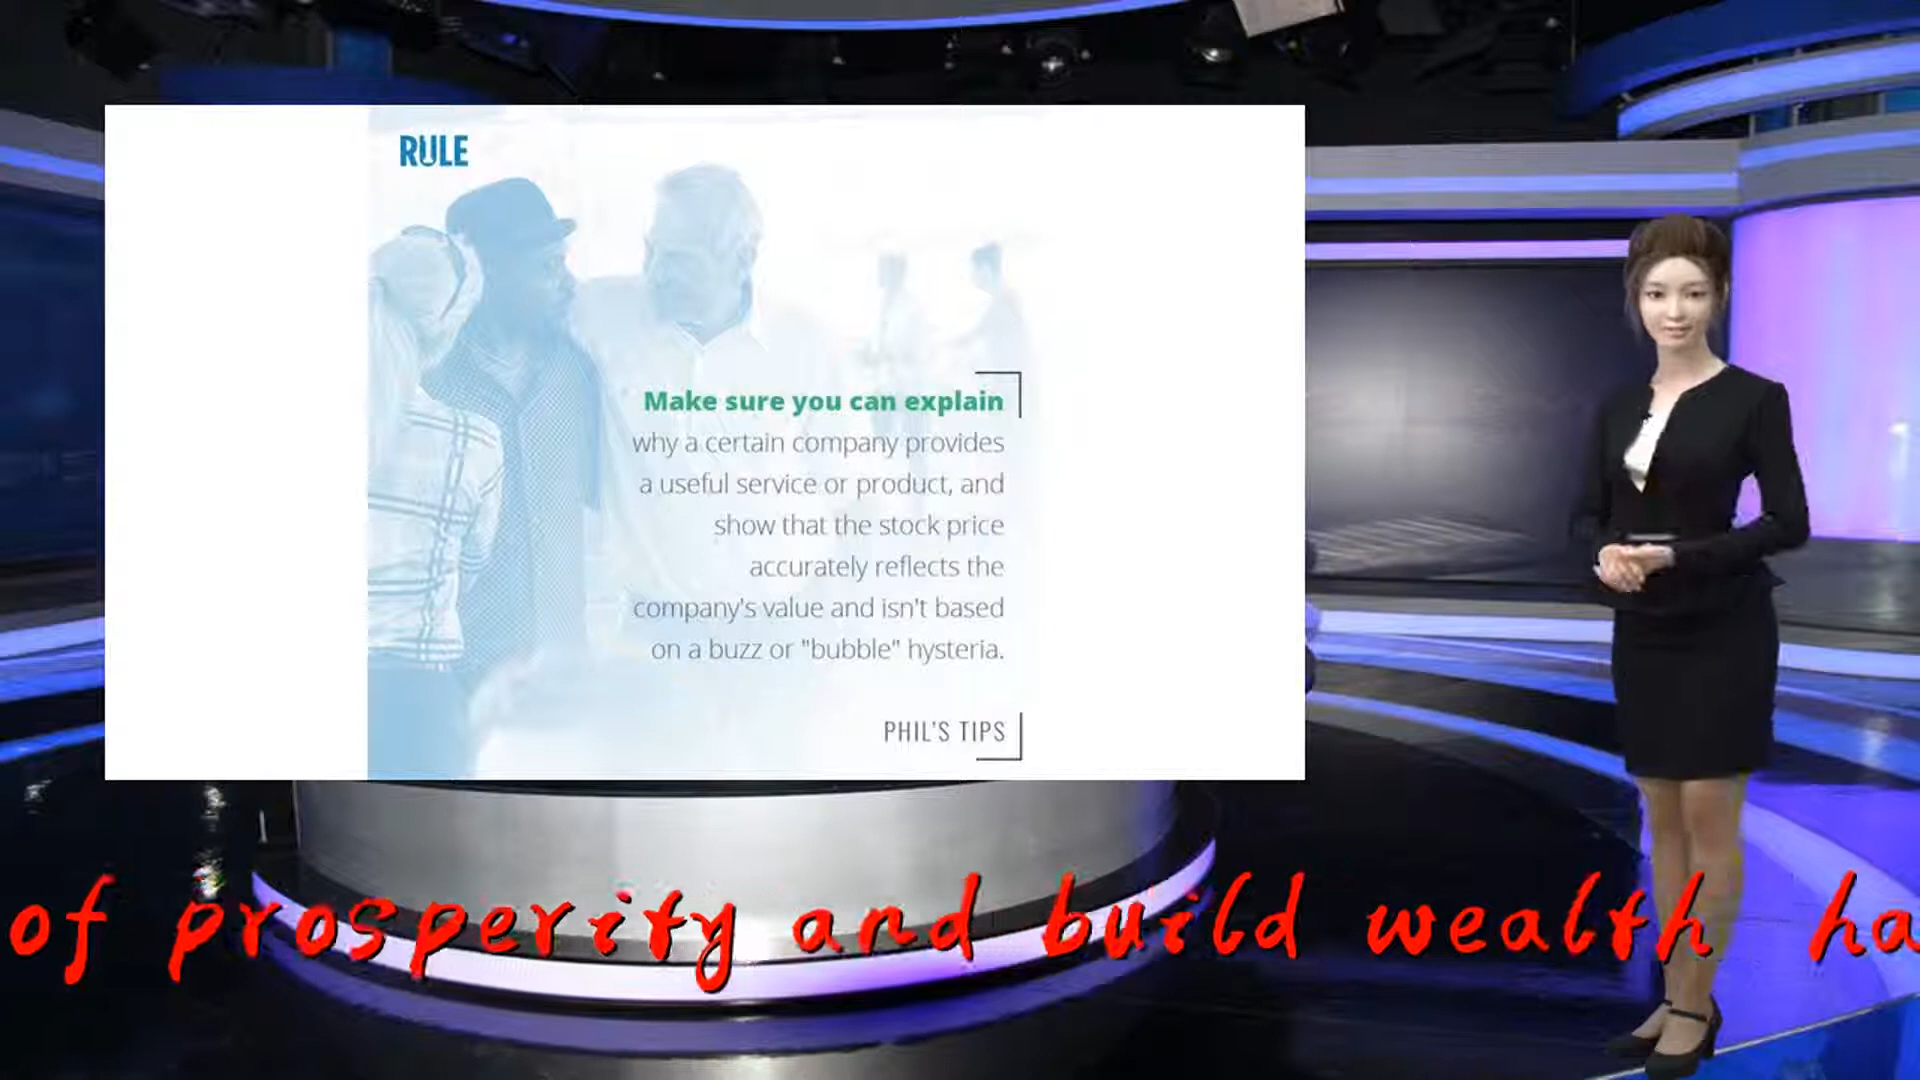 RULE
Make sure you can explain
why a certain company provides
a useful service or product, and
show that the stock price
accurately reflects the
company's value and isn't based
on a buzz or "bubble" hysteria.
PHIL'S TIPS
of prosperity and build wealth ha